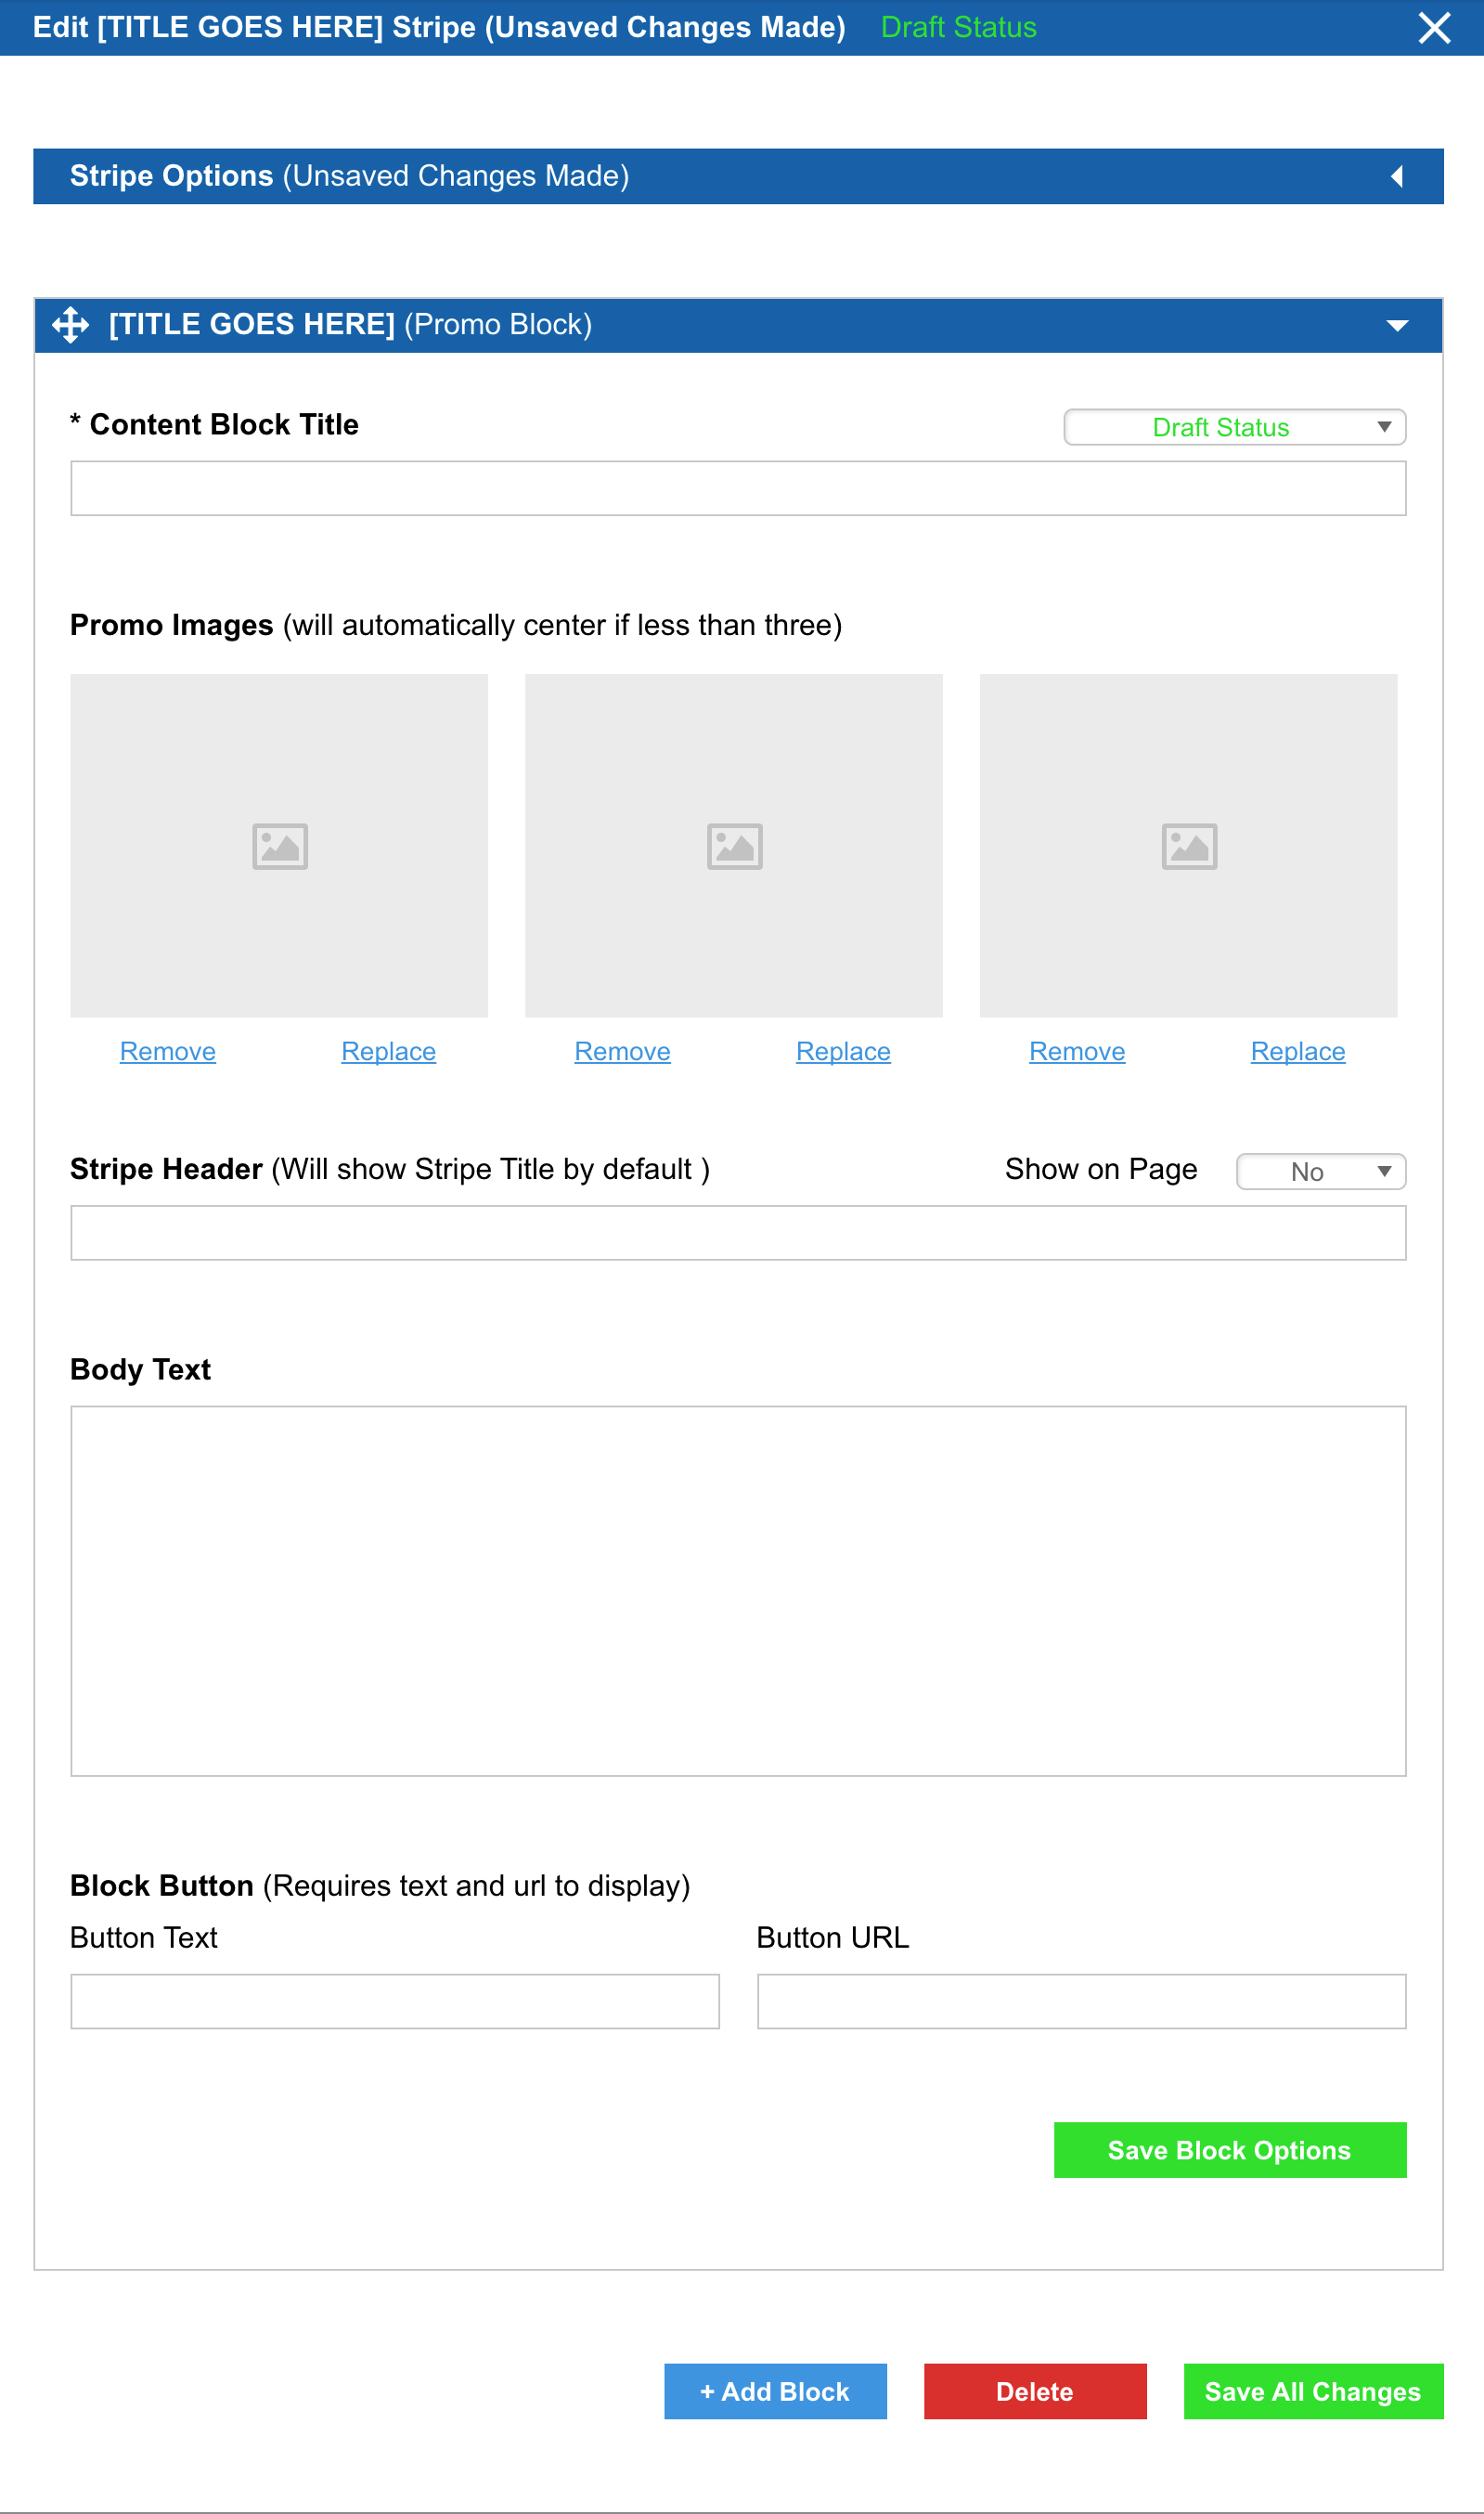 Edit [TITLE GOES HERE] Stripe (Unsaved Changes Made) Draft Status
Stripe Options (Unsaved Changes Made)
[TITLE GOES HERE] (Promo Block)
* Content Block Title Draft Status
Promo Images (will automatically center if less than three)
Remove Replace Remove Replace Remove Replace
Stripe Header (Will show Stripe Title by default ) Show on Page No
Body Text
Block Button (Requires text and url to display)
Button Text Button URL
Save Block Options
+ Add Block Delete Save All Changes